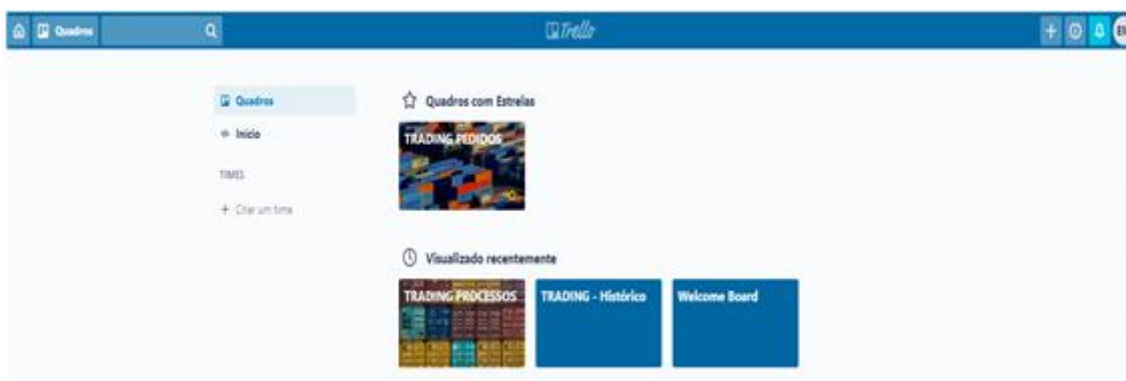 Quadros
Trello
Quadros
Início
TIMES
+ Criar um time
Quadros com Estrelas
TRADING PEDIDOS
Visualizado recentemente
TRADING PROCESSOS
TRADING - Histórico
Welcome Board